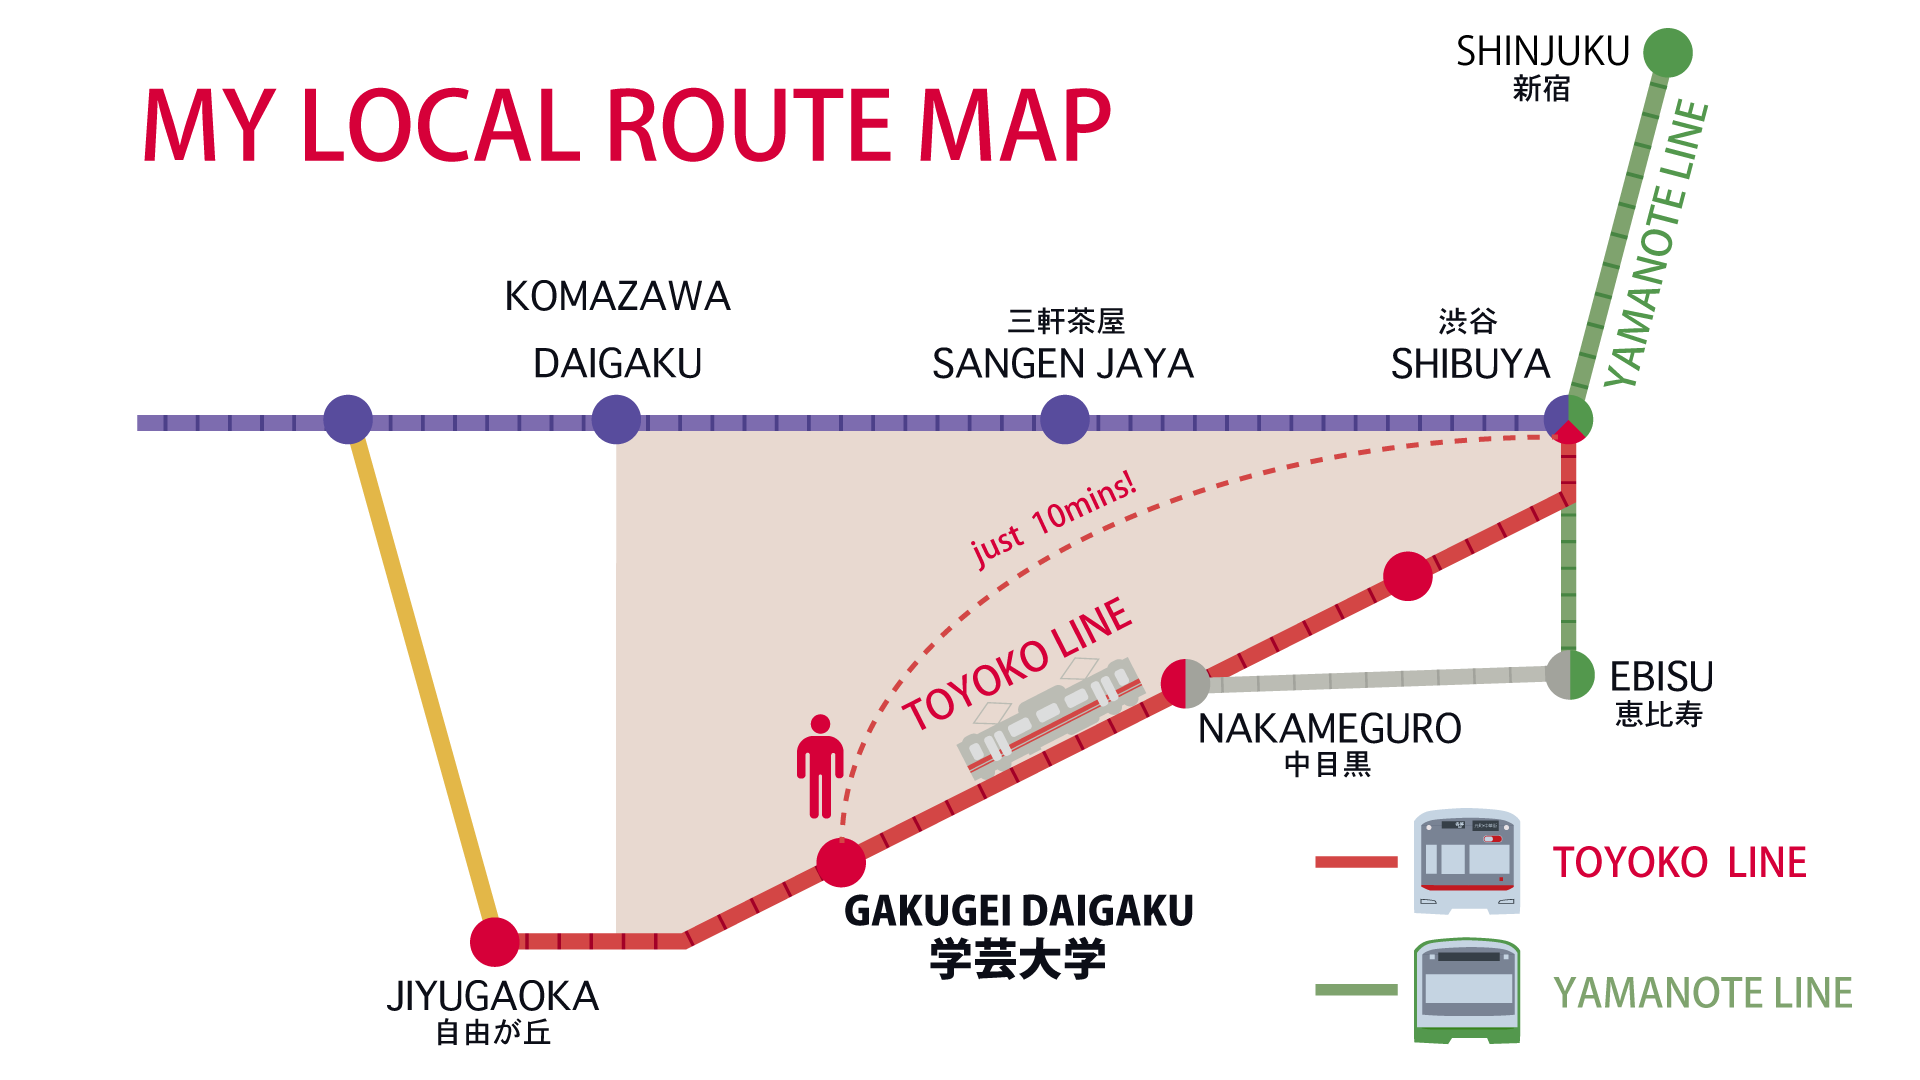 MY LOCAL ROUTE MAP
SHINJUKU
新宿
YAMANOTE LINE
KOMAZAWA
DAIGAKU
三軒茶屋
SANGEN JAYA
渋谷
SHIBUYA
just 10mins!
TOYOKO LINE
EBISU
恵比寿
NAKAMEGURO
中目黒
GAKUGEI DAIGAKU
学芸大学
JIYUGAOKA
自由が丘
TOYOKO LINE
YAMANOTE LINE